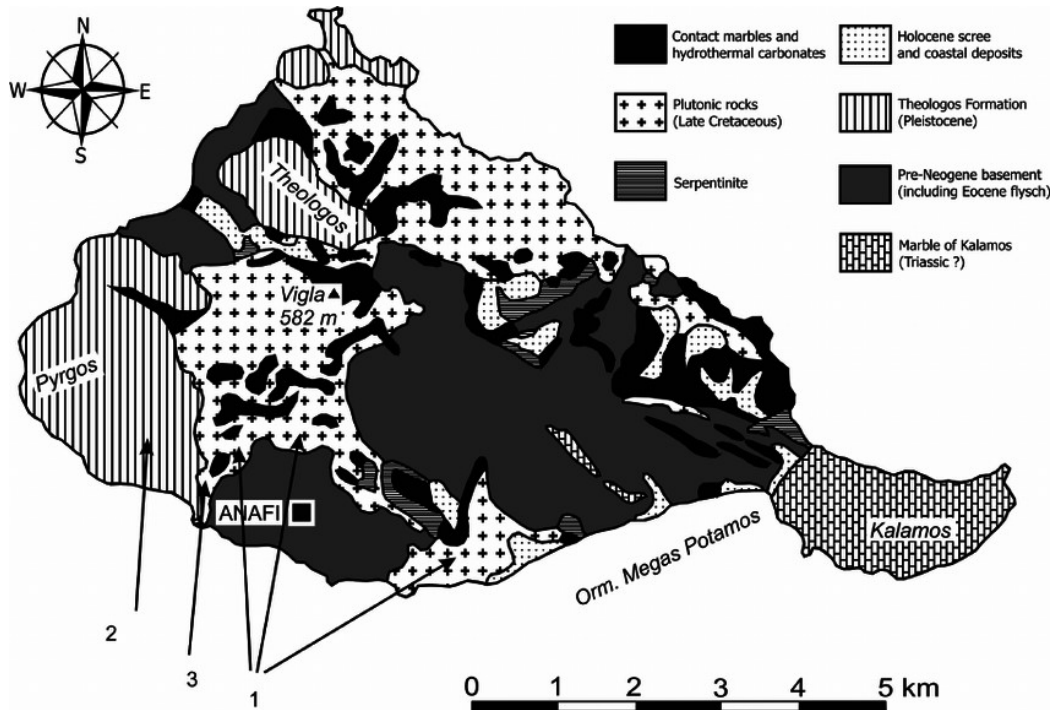 N
W
E
S
Contact marbles and
hydrothermal carbonates
Holocene scree
and coastal deposits
Plutonic rocks
(Late Cretaceous)
Theologos Formation
(Pleistocene)
Serpentinite
Pre-Neogene basement
(including Eocene flysch)
Marble of Kalamos
(Triassic ?)
Theologos
Vigla
582 m
Pyrgos
ANAFI
Kalamos
Orm. Megas Potamos
2
3
1
0 1 2 3 4 5 km